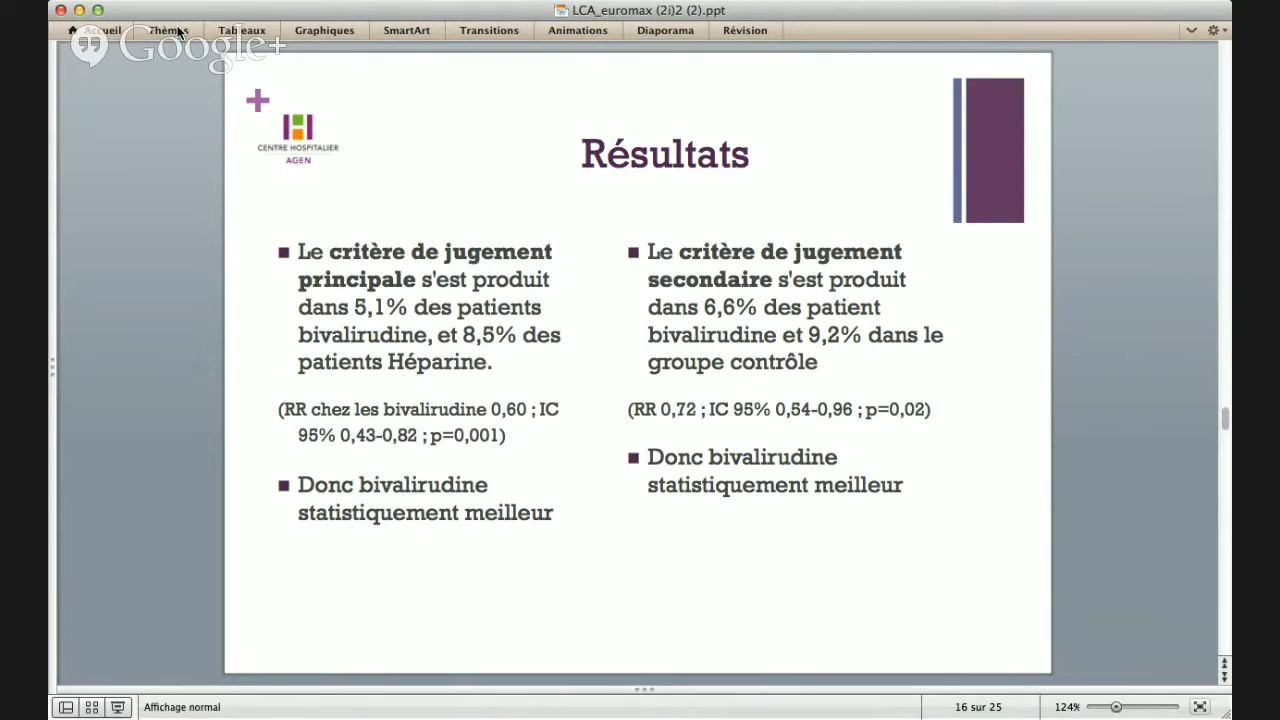 LCA_euromax (2i)2 (2).ppt
Accueil Thèmes Tableaux Graphiques SmartArt Transitions Animations Diaporama Révision
Google+
CENTRE HOSPITALIER
AGEN
Résultats
Le critère de jugement
principale s'est produit
dans 5,1% des patients
bivalirudine, et 8,5% des
patients Héparine.
(RR chez les bivalirudine 0,60 ; IC
95% 0,43-0,82 ; p=0,001)
Donc bivalirudine
statistiquement meilleur
Le critère de jugement
secondaire s'est produit
dans 6,6% des patient
bivalirudine et 9,2% dans le
groupe contrôle
(RR 0,72 ; IC 95% 0,54-0,96 ; p=0,02)
Donc bivalirudine
statistiquement meilleur
Affichage normal
16 sur 25
124%